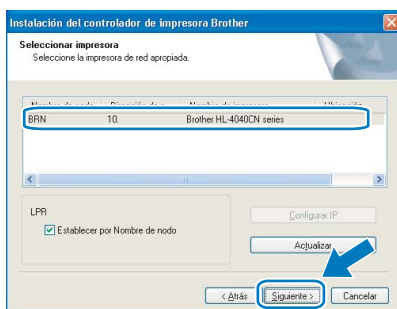 Instalación del controlador de impresora Brother
Seleccionar impresora
Seleccione la impresora de red apropiada.
BRN 10. Brother HL-4040CN series
LPR
Establecer por Nombre de nodo
Configurar IP
Actualizar
< Atrás
Siguiente >
Cancelar